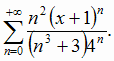 \sum_{n=0}^{+\infty} \frac{n^2(x+1)^n}{(n^3+3)4^n}.